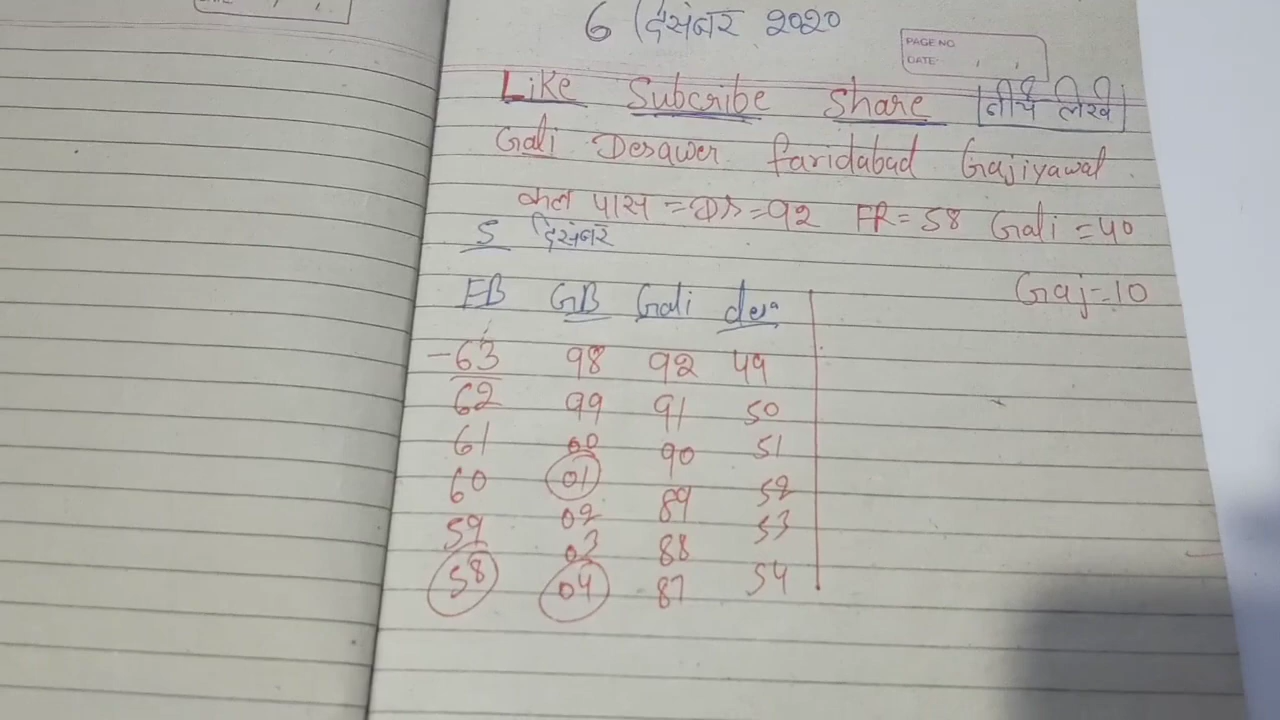 6 दिसंबर 2020
PAGE NO
DATE:
Like Subcribe Share नीचे लिखे
Gali Desawer faridabad Gajiyawal
कल पास = DS = 92 FR = 58 Gali = 40
5 दिसंबर
Gaj = 10
FB GB Gali des
-63 98 92 49
62 99 91 50
61 00 90 51
60 01 89 52
59 02 88 53
58 03 87 54
04